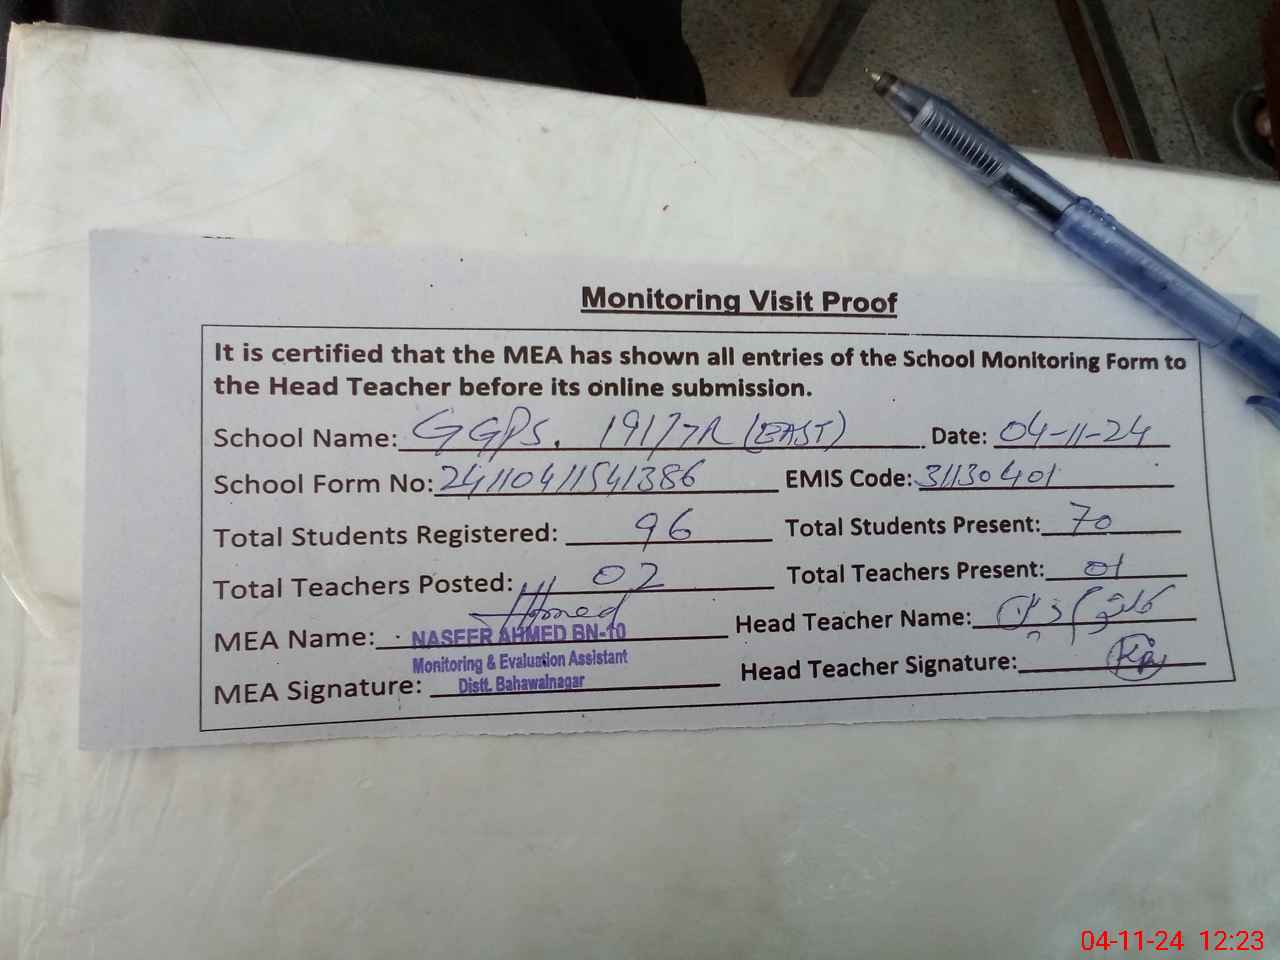 Monitoring Visit Proof
It is certified that the MEA has shown all entries of the School Monitoring Form to
the Head Teacher before its online submission.
School Name: GGPS. 191/7R (EAST) Date: 04-11-24
School Form No: 24110411541386 EMIS Code: 31130401
Total Students Registered: 96 Total Students Present: 70
Total Teachers Posted: 02 Total Teachers Present: 01
MEA Name: NASEER AHMED BN-10 Head Teacher Name: کلثوم
Monitoring & Evaluation Assistant
MEA Signature: Distt. Bahawalnagar Head Teacher Signature:
04-11-24 12:23